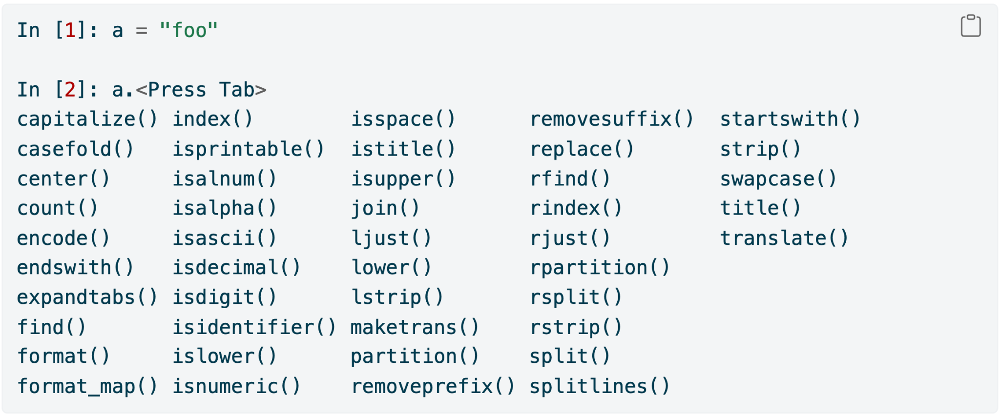 In [1]: a = "foo"

In [2]: a.<Press Tab>
capitalize() index()        isspace()      removesuffix()  startswith()
casefold()   isprintable()  istitle()      replace()       strip()
center()     isalnum()      isupper()      rfind()         swapcase()
count()      isalpha()      join()         rindex()        title()
encode()     isascii()      ljust()        rjust()         translate()
endswith()   isdecimal()    lower()        rpartition()
expandtabs() isdigit()      lstrip()       rsplit()
find()       isidentifier() maketrans()    rstrip()
format()     islower()      partition()    split()
format_map() isnumeric()    removeprefix() splitlines()